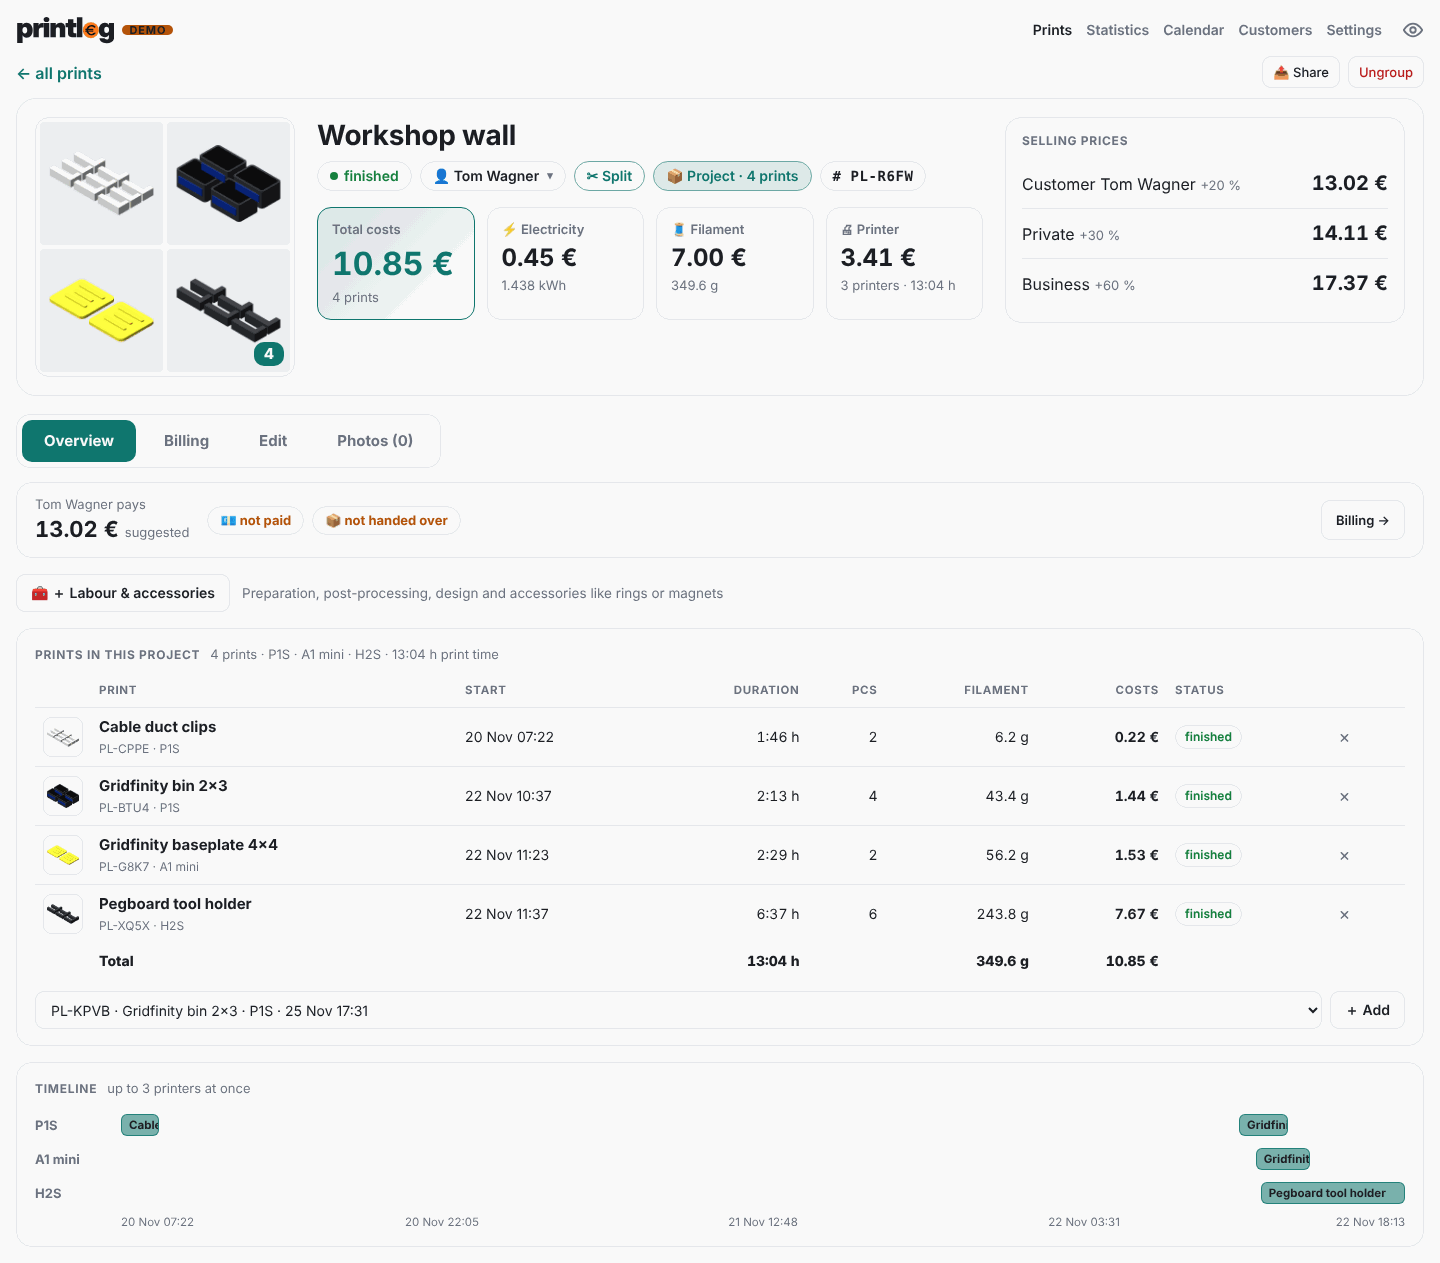 printl€g DEMO
Prints Statistics Calendar Customers Settings
← all prints
📤 Share Ungroup
Workshop wall
● finished 👤 Tom Wagner ▾ ✂ Split 📦 Project · 4 prints # PL-R6FW
Total costs
10.85 €
4 prints
⚡ Electricity
0.45 €
1.438 kWh
🧵 Filament
7.00 €
349.6 g
🖨 Printer
3.41 €
3 printers · 13:04 h
4
SELLING PRICES
Customer Tom Wagner +20 % 13.02 €
Private +30 % 14.11 €
Business +60 % 17.37 €
Overview Billing Edit Photos (0)
Tom Wagner pays
13.02 € suggested
💶 not paid 📦 not handed over
Billing →
🧰 + Labour & accessories Preparation, post-processing, design and accessories like rings or magnets
PRINTS IN THIS PROJECT 4 prints · P1S · A1 mini · H2S · 13:04 h print time
PRINT START DURATION PCS FILAMENT COSTS STATUS
Cable duct clips 20 Nov 07:22 1:46 h 2 6.2 g 0.22 € finished ×
PL-CPPE · P1S
Gridfinity bin 2×3 22 Nov 10:37 2:13 h 4 43.4 g 1.44 € finished ×
PL-BTU4 · P1S
Gridfinity baseplate 4×4 22 Nov 11:23 2:29 h 2 56.2 g 1.53 € finished ×
PL-G8K7 · A1 mini
Pegboard tool holder 22 Nov 11:37 6:37 h 6 243.8 g 7.67 € finished ×
PL-XQ5X · H2S
Total 13:04 h 349.6 g 10.85 €
PL-KPVB · Gridfinity bin 2×3 · P1S · 25 Nov 17:31 + Add
TIMELINE up to 3 printers at once
P1S Cable Gridfin
A1 mini Gridfinit
H2S Pegboard tool holder
20 Nov 07:22 20 Nov 22:05 21 Nov 12:48 22 Nov 03:31 22 Nov 18:13